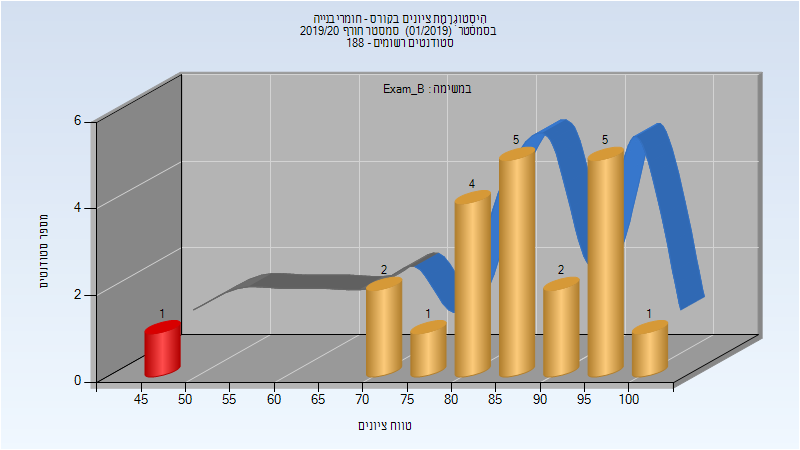 היסטוגרמת ציונים בקורס - חומרי בנייה
בסמסטר (01/2019) סמסטר חורף 2019/20
סטודנטים רשומים - 188
במשימה : Exam_B
מספר סטודנטים
6
4
2
0
1
2
1
4
5
2
5
1
45 50 55 60 65 70 75 80 85 90 95 100
טווח ציונים